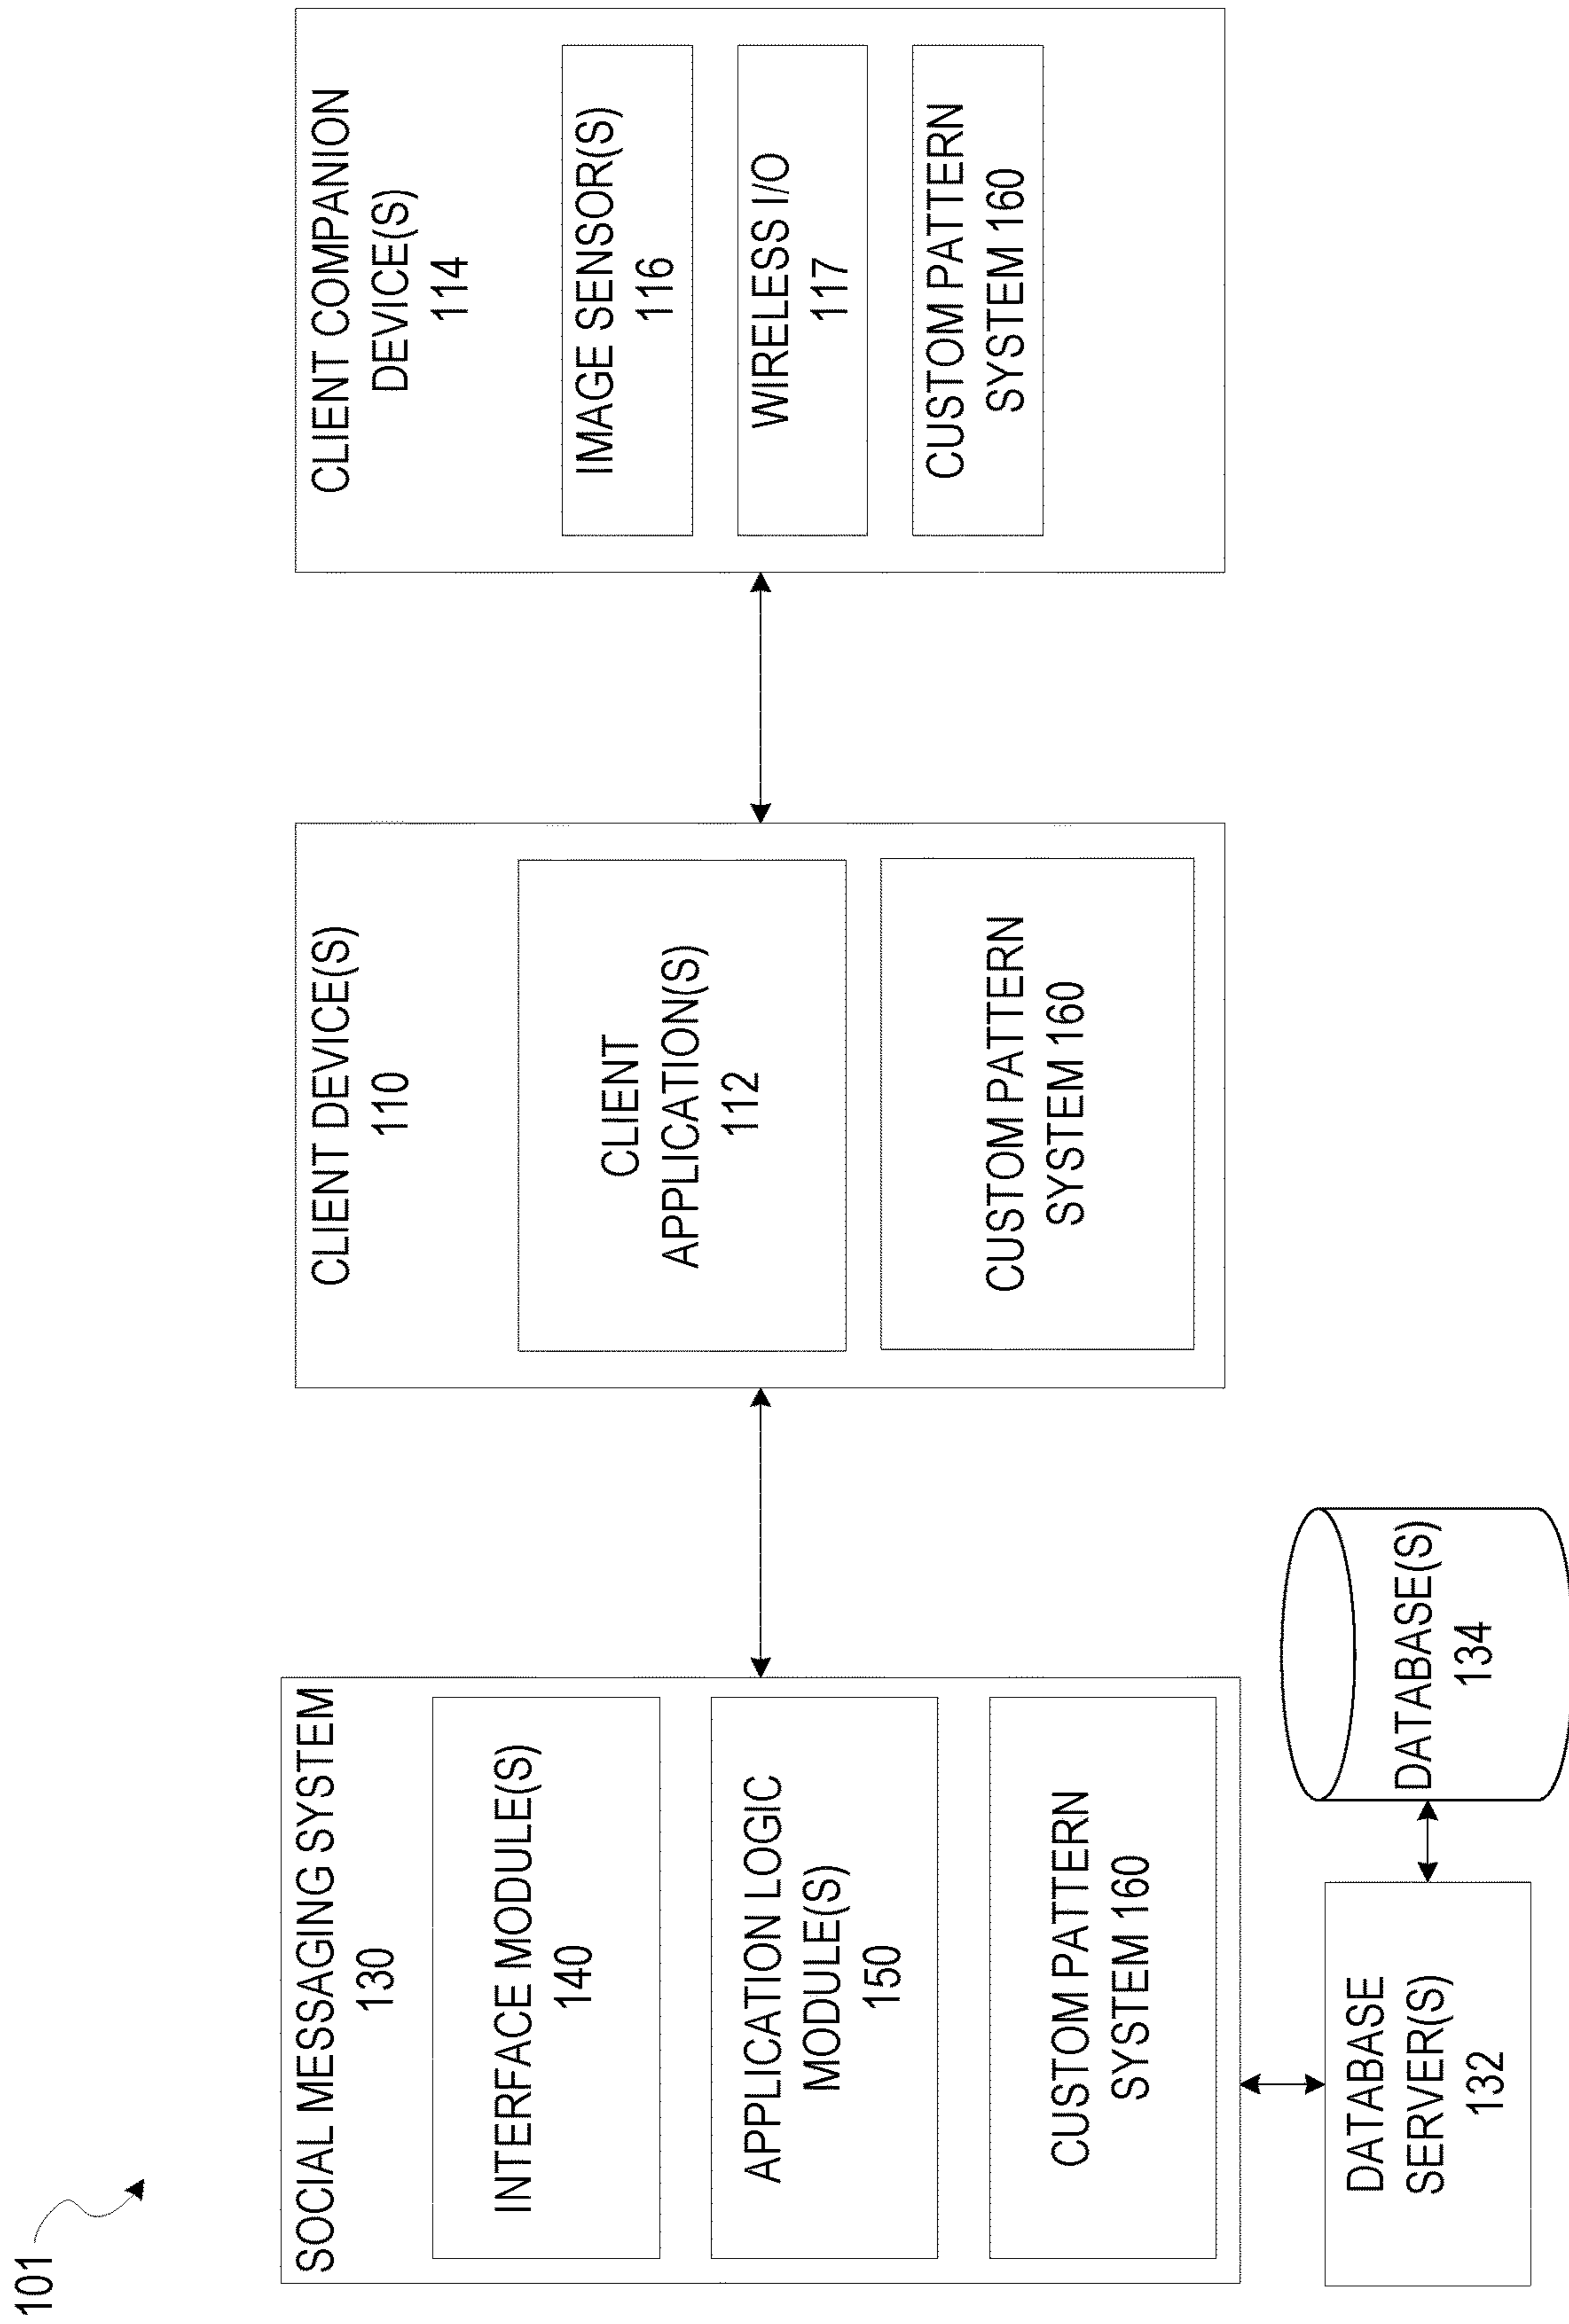 101
SOCIAL MESSAGING SYSTEM
130
INTERFACE MODULE(S)
140
APPLICATION LOGIC
MODULE(S)
150
CUSTOM PATTERN
SYSTEM 160
DATABASE
SERVER(S)
132
DATABASE(S)
134
CLIENT DEVICE(S)
110
CLIENT
APPLICATION(S)
112
CUSTOM PATTERN
SYSTEM 160
CLIENT COMPANION
DEVICE(S)
114
IMAGE SENSOR(S)
116
WIRELESS I/O
117
CUSTOM PATTERN
SYSTEM 160